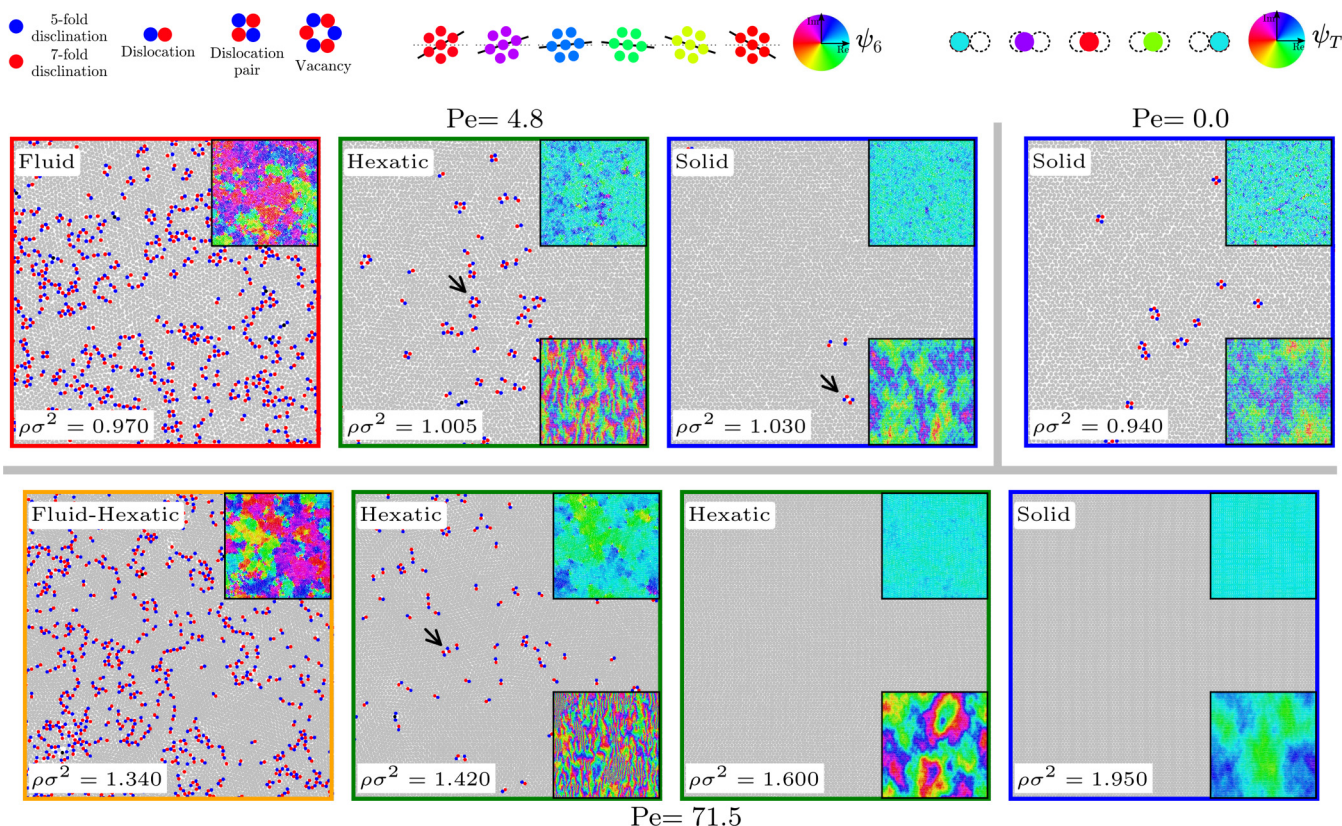 5-fold
disclination
7-fold
disclination
Dislocation
Dislocation
pair
Vacancy
Im
Re
ψ₆
Im
Re
ψ_T
Pe= 4.8
Pe= 0.0
Fluid
ρσ² = 0.970
Hexatic
ρσ² = 1.005
Solid
ρσ² = 1.030
Solid
ρσ² = 0.940
Fluid-Hexatic
ρσ² = 1.340
Hexatic
ρσ² = 1.420
Hexatic
ρσ² = 1.600
Solid
ρσ² = 1.950
Pe= 71.5